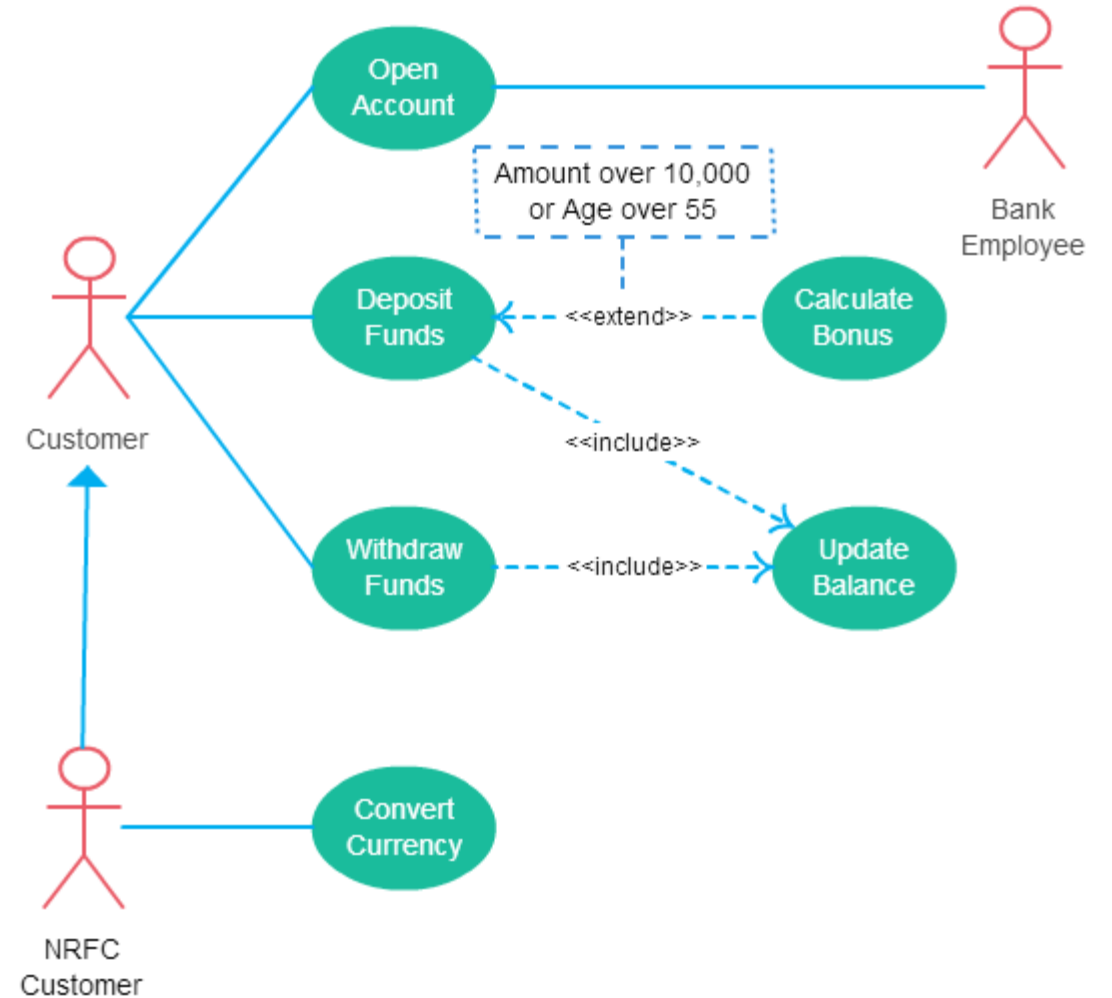 Open
Account
Amount over 10,000
or Age over 55
Bank
Employee
Deposit
Funds
<<extend>>
Calculate
Bonus
Customer
<<include>>
Withdraw
Funds
<<include>>
Update
Balance
Convert
Currency
NRFC
Customer